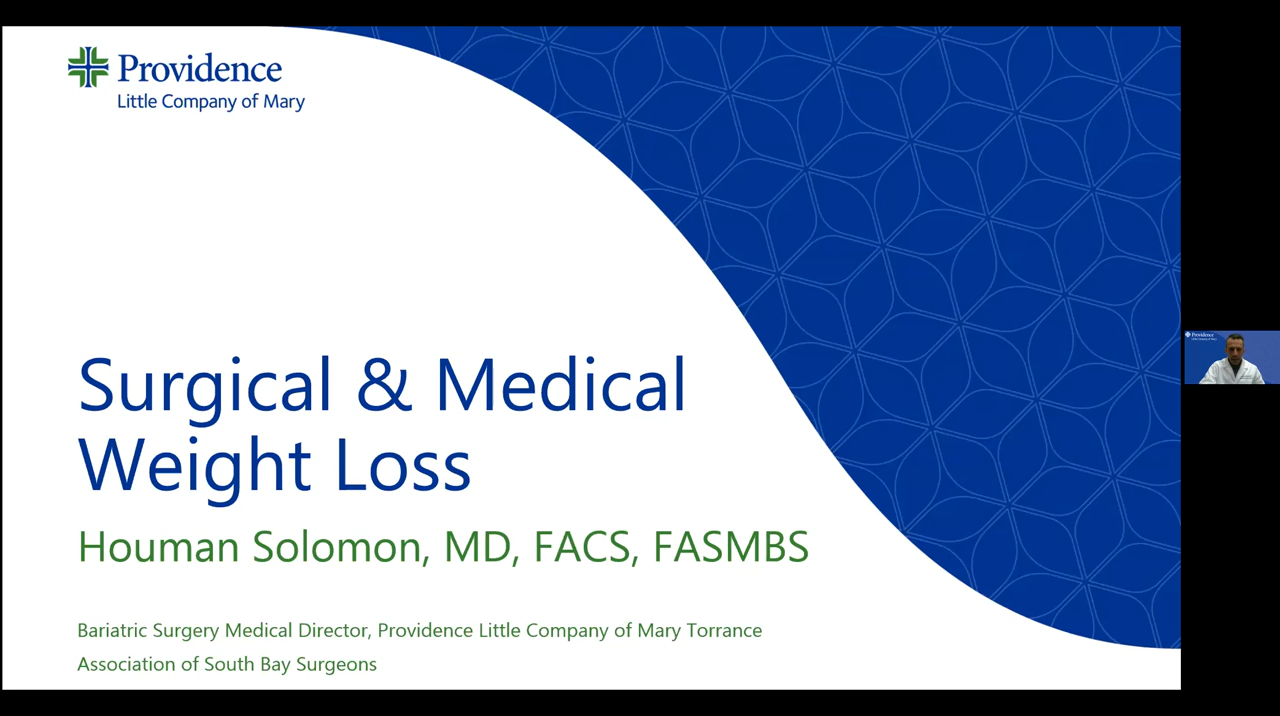 Providence
Little Company of Mary
Surgical & Medical
Weight Loss
Houman Solomon, MD, FACS, FASMBS
Bariatric Surgery Medical Director, Providence Little Company of Mary Torrance
Association of South Bay Surgeons
Providence